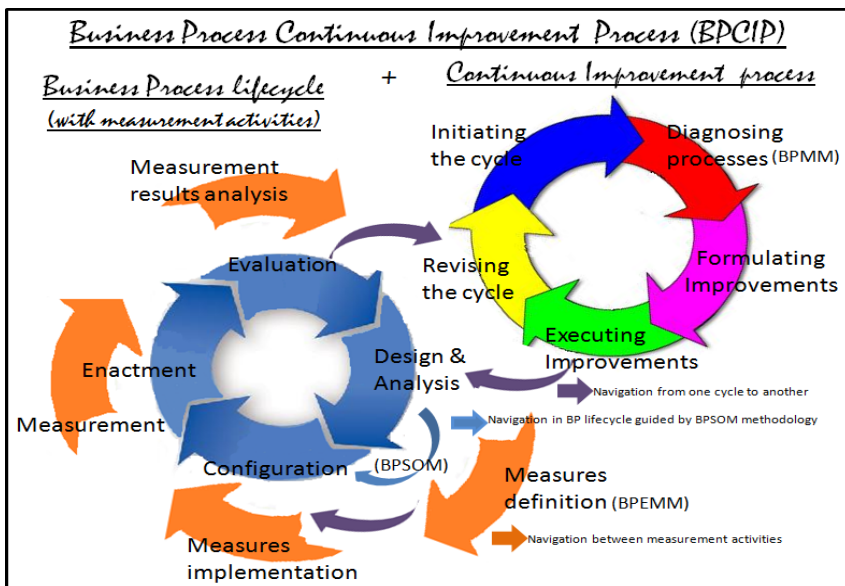 Business Process Continuous Improvement Process (BPCIP)
Business Process lifecycle
(with measurement activities)
+
Continuous Improvement process
Measurement
results analysis
Evaluation
Enactment
Measurement
Design &
Analysis
Configuration
(BPSOM)
Measures
implementation
Measures
definition (BPEMM)
Initiating
the cycle
Diagnosing
processes (BPMM)
Formulating
Improvements
Executing
Improvements
Revising
the cycle
Navigation from one cycle to another
Navigation in BP lifecycle guided by BPSOM methodology
Navigation between measurement activities